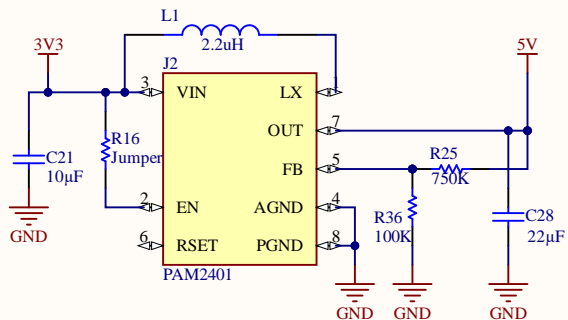 L1
3V3
2.2uH
5V
J2
3
VIN
LX
1
OUT
7
R16
Jumper
C21
10µF
FB
5
R25
750K
2
EN
AGND
4
R36
100K
C28
22µF
6
RSET
PGND
8
GND
PAM2401
GND
GND
GND